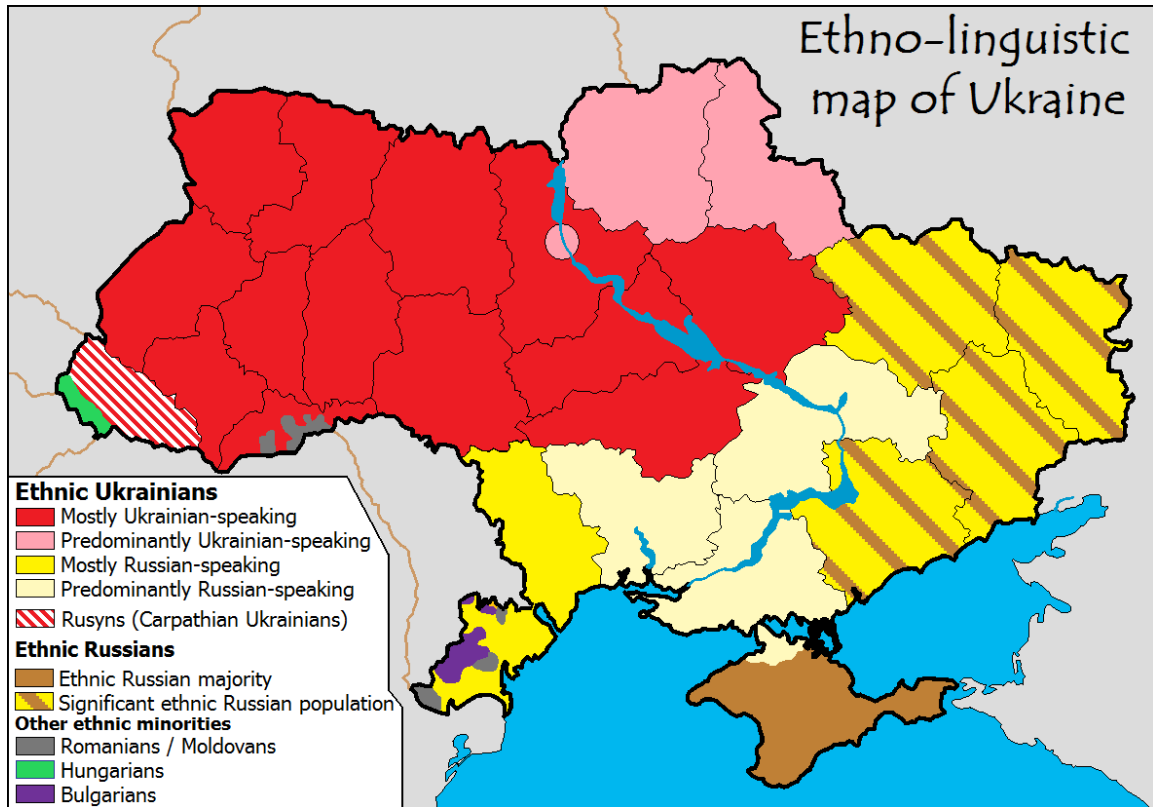 Ethno-linguistic
map of Ukraine
Ethnic Ukrainians
Mostly Ukrainian-speaking
Predominantly Ukrainian-speaking
Mostly Russian-speaking
Predominantly Russian-speaking
Rusyns (Carpathian Ukrainians)
Ethnic Russians
Ethnic Russian majority
Significant ethnic Russian population
Other ethnic minorities
Romanians / Moldovans
Hungarians
Bulgarians